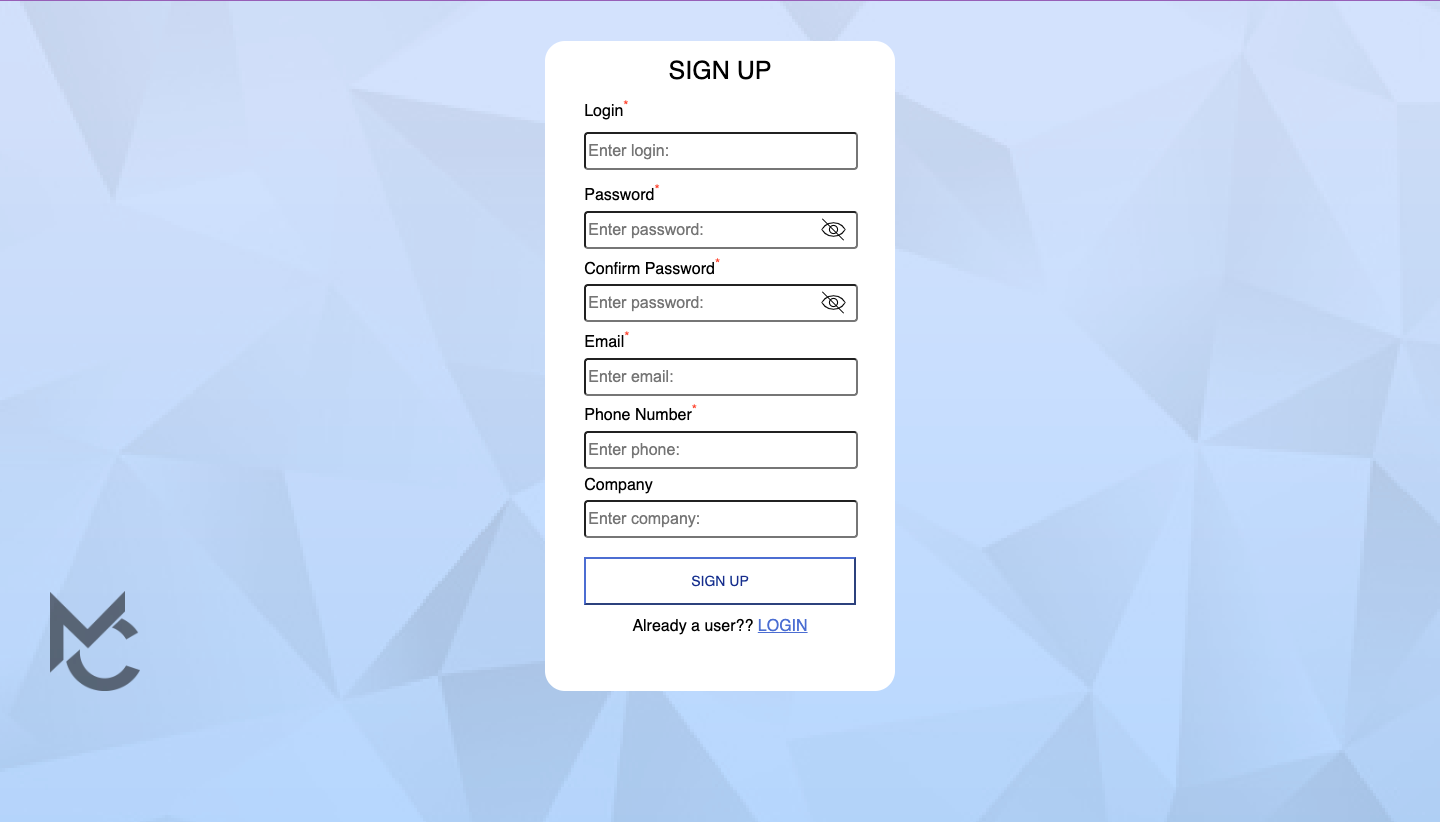 SIGN UP
Login*
Enter login:
Password*
Enter password:
Confirm Password*
Enter password:
Email*
Enter email:
Phone Number*
Enter phone:
Company
Enter company:
SIGN UP
Already a user?? LOGIN
MC